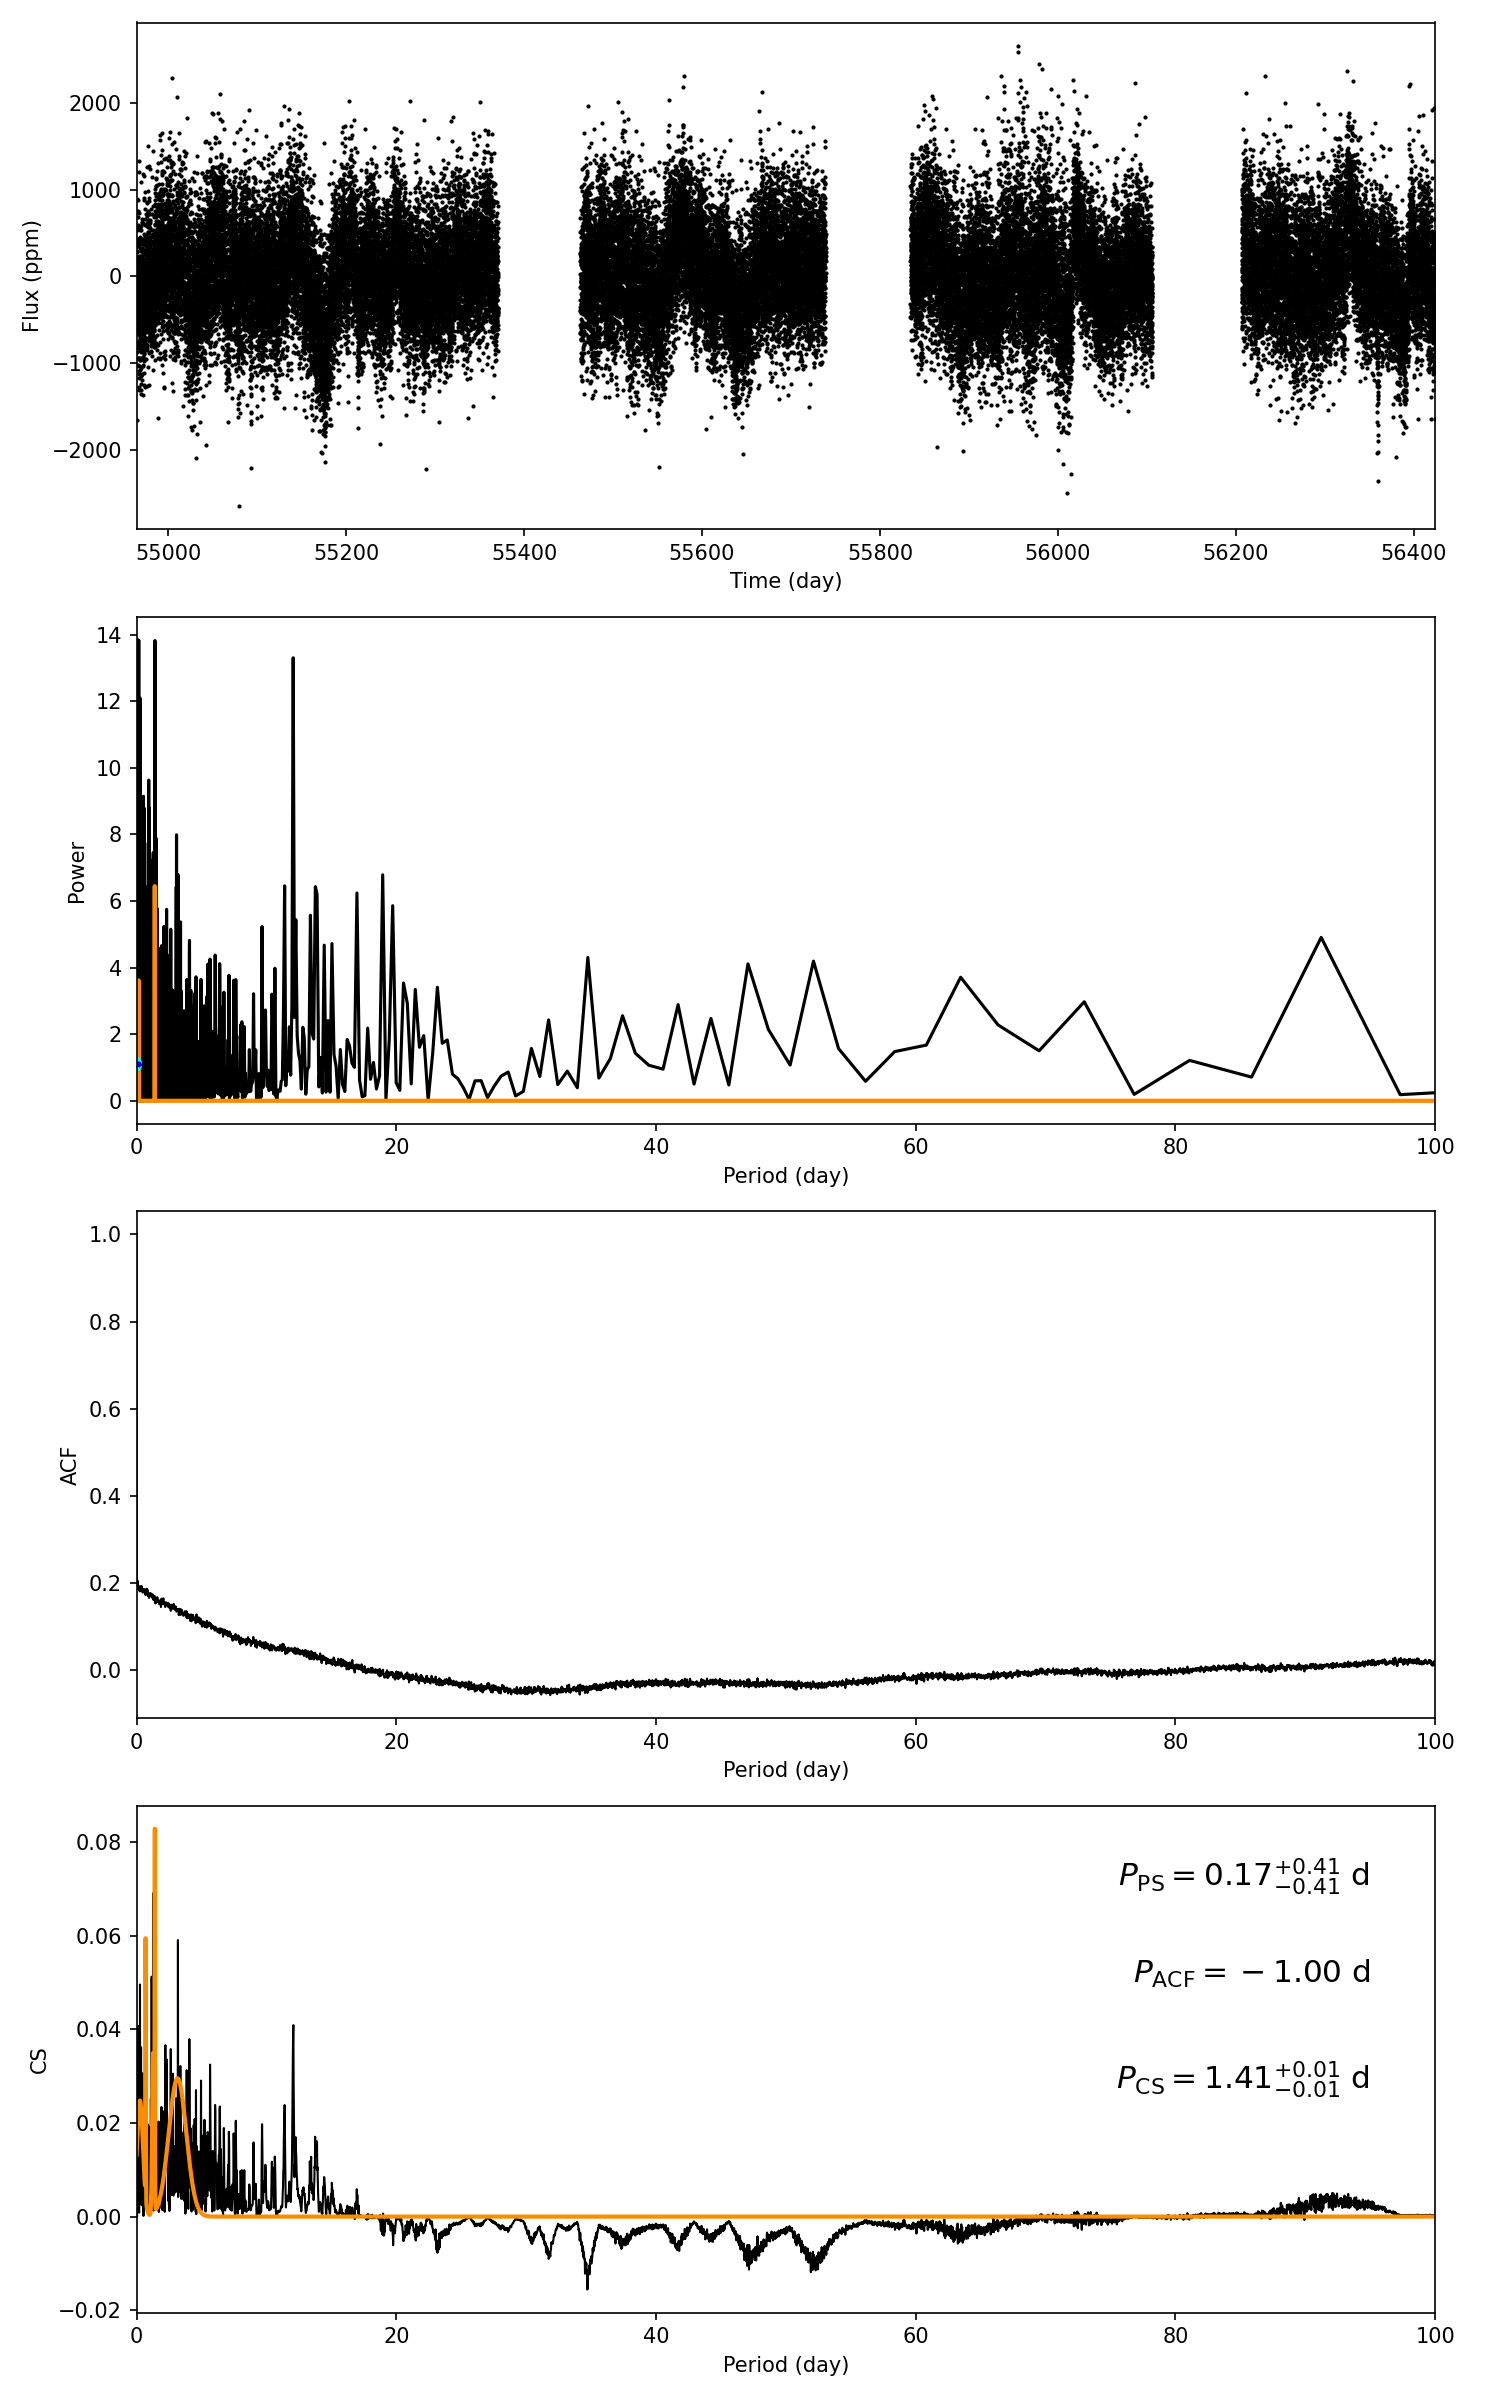 2000
1000
0
−1000
−2000
Flux (ppm)
55000 55200 55400 55600 55800 56000 56200 56400
Time (day)
14
12
10
8
6
4
2
0
Power
0 20 40 60 80 100
Period (day)
1.0
0.8
0.6
0.4
0.2
0.0
ACF
0 20 40 60 80 100
Period (day)
0.08
0.06
0.04
0.02
0.00
−0.02
CS
P_PS = 0.17 +0.41 −0.41 d
P_ACF = −1.00 d
P_CS = 1.41 +0.01 −0.01 d
0 20 40 60 80 100
Period (day)